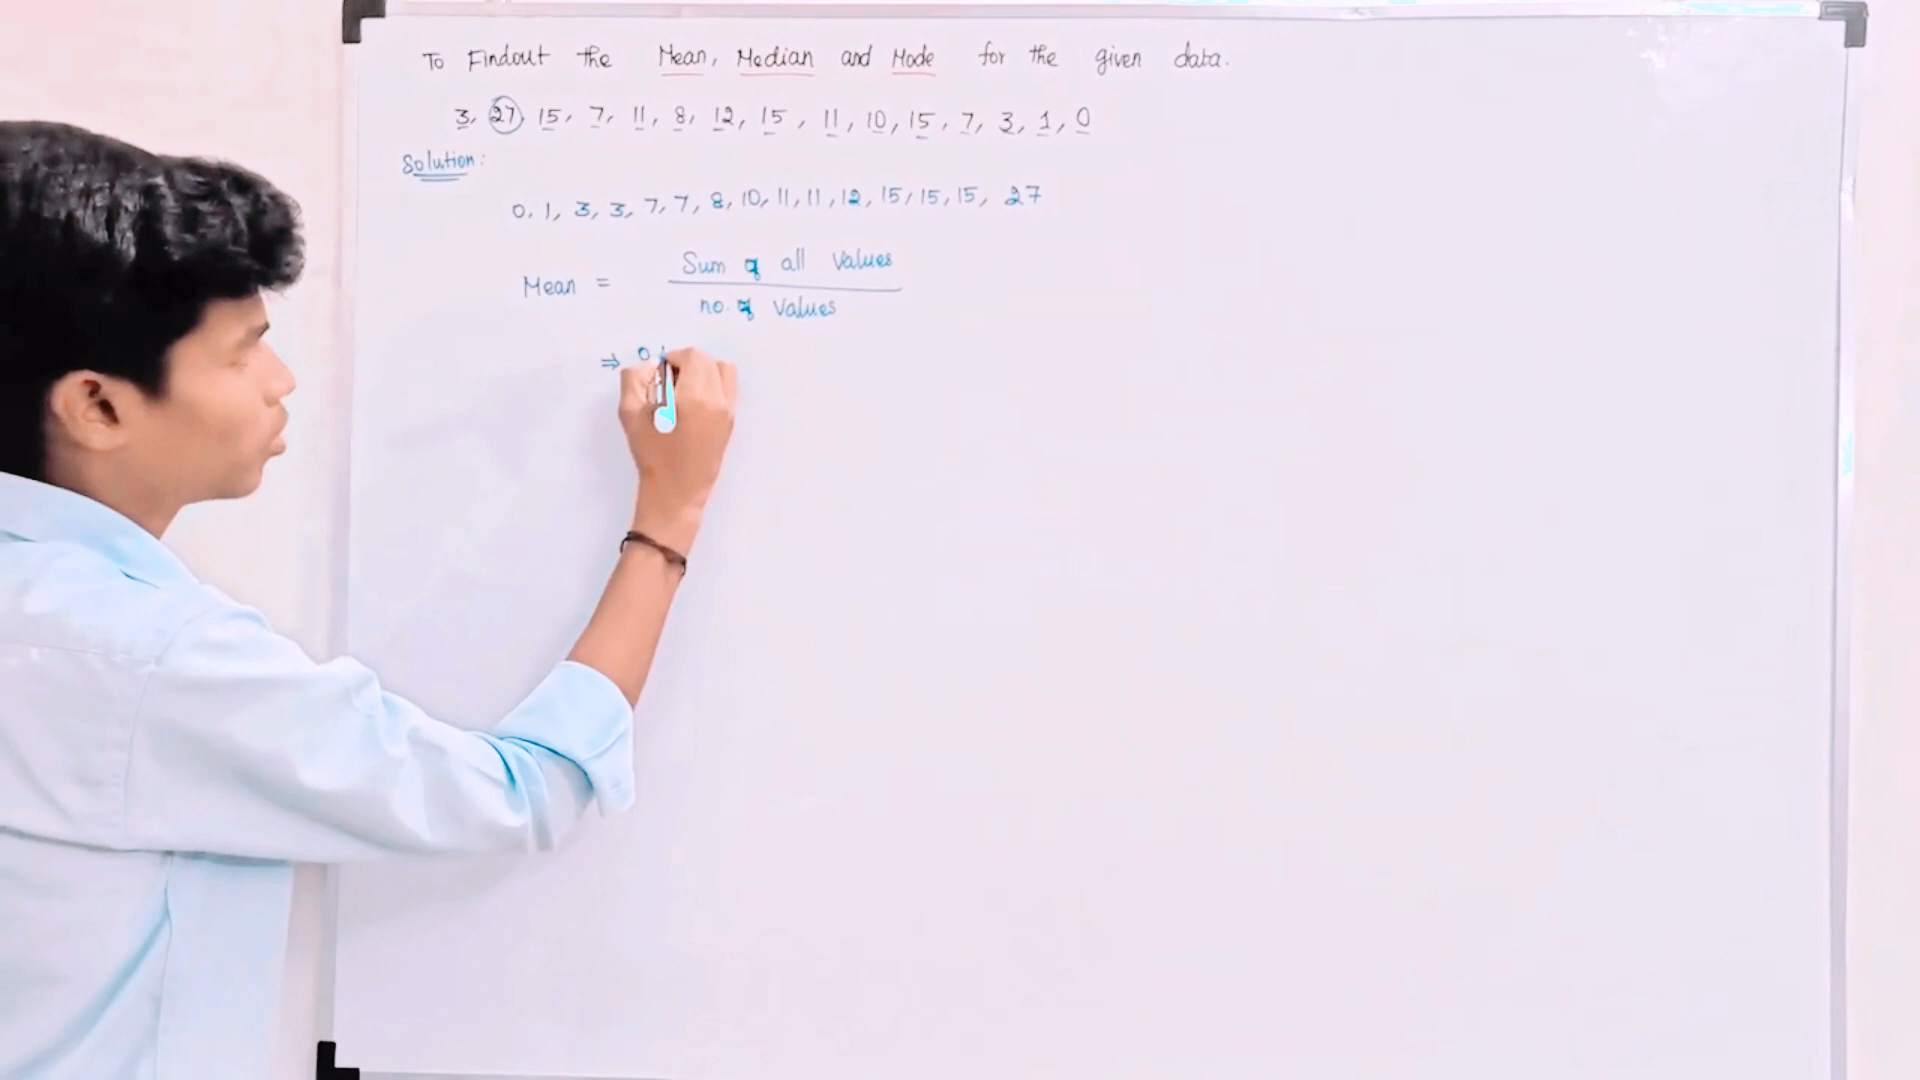 To Findout the Mean, Median and Mode for the given data.
3, 27, 15, 7, 11, 8, 12, 15, 11, 10, 15, 7, 3, 1, 0
Solution:
0, 1, 3, 3, 7, 7, 8, 10, 11, 11, 12, 15, 15, 15, 27
Mean = Sum of all Values
no. of Values
⇒ 0